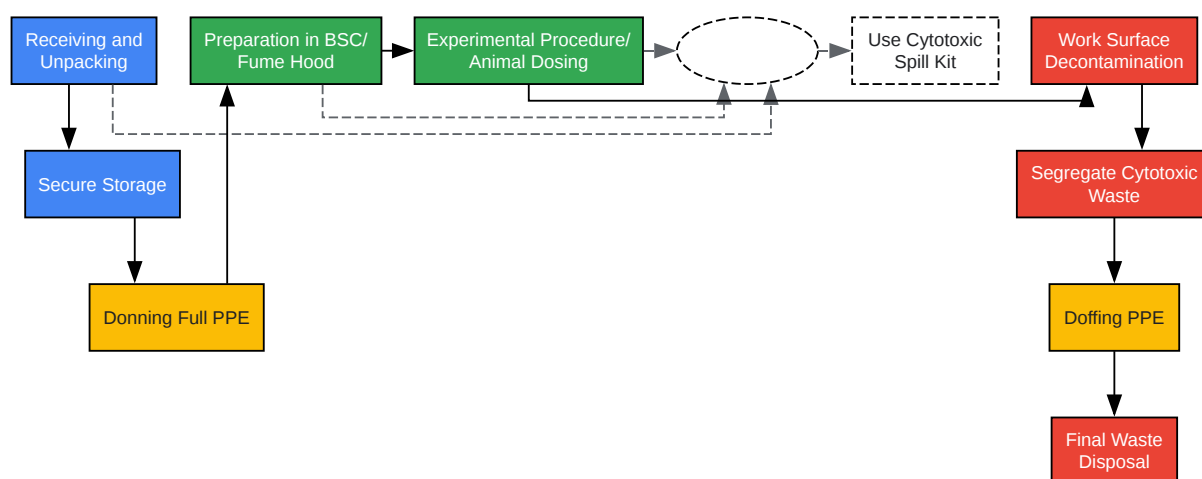 Receiving and
Unpacking
Preparation in BSC/
Fume Hood
Experimental Procedure/
Animal Dosing
Use Cytotoxic
Spill Kit
Work Surface
Decontamination
Secure Storage
Segregate Cytotoxic
Waste
Donning Full PPE
Doffing PPE
Final Waste
Disposal